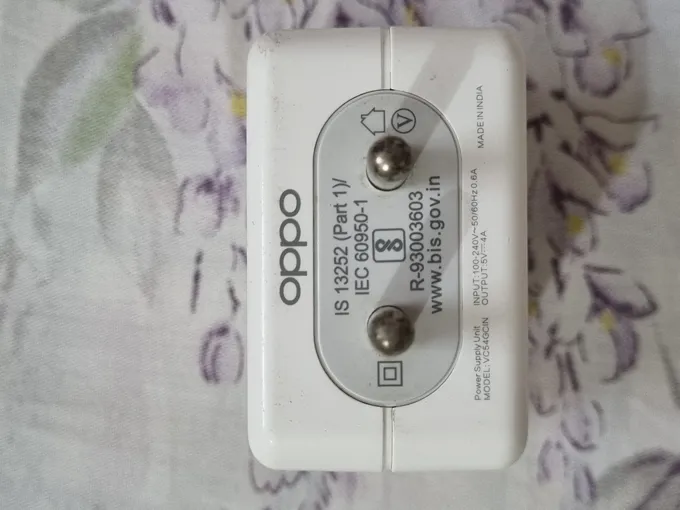 oppo
IS 13252 (Part 1)/
IEC 60950-1
R-93003603
www.bis.gov.in
V
Power Supply Unit
MODEL: VC54GCIN
INPUT: 100-240V~50/60Hz 0.6A
OUTPUT: 5V⎓4A
MADE IN INDIA